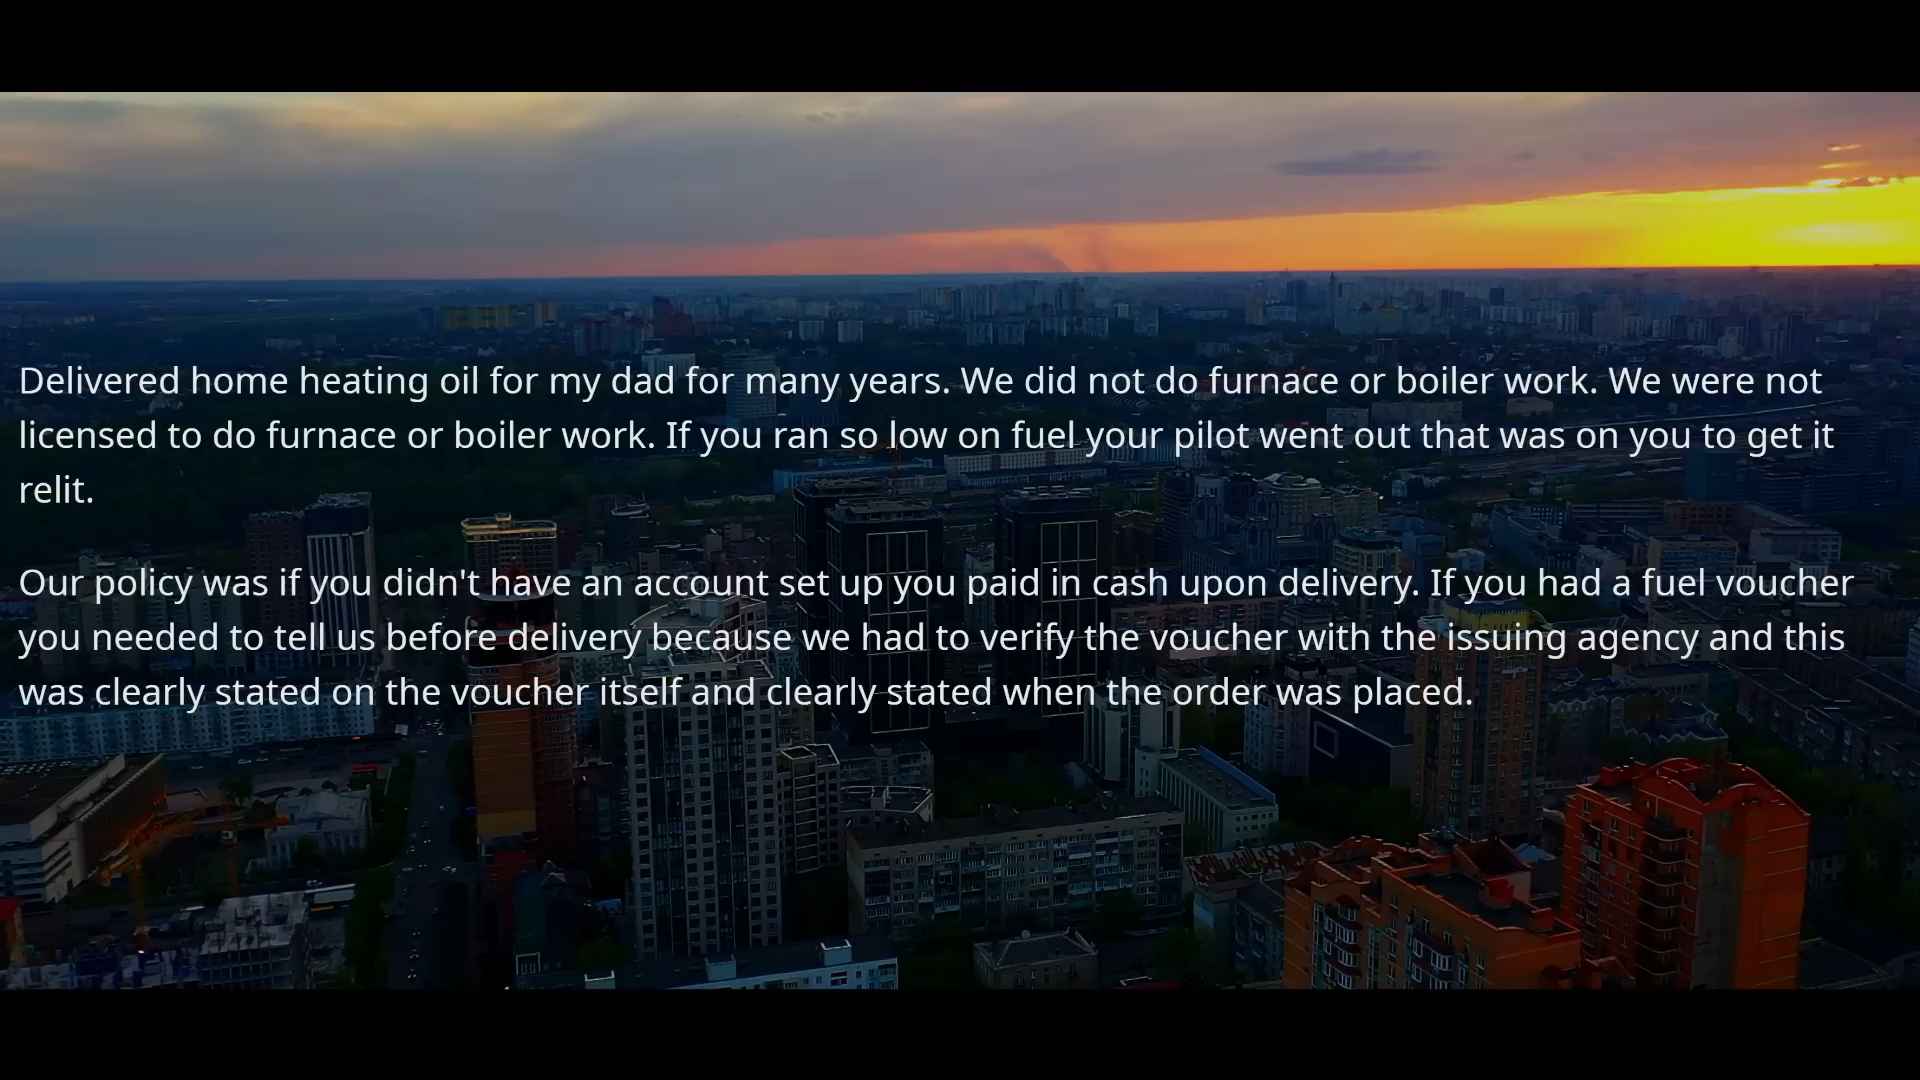 Delivered home heating oil for my dad for many years. We did not do furnace or boiler work. We were not
licensed to do furnace or boiler work. If you ran so low on fuel your pilot went out that was on you to get it
relit.
Our policy was if you didn't have an account set up you paid in cash upon delivery. If you had a fuel voucher
you needed to tell us before delivery because we had to verify the voucher with the issuing agency and this
was clearly stated on the voucher itself and clearly stated when the order was placed.